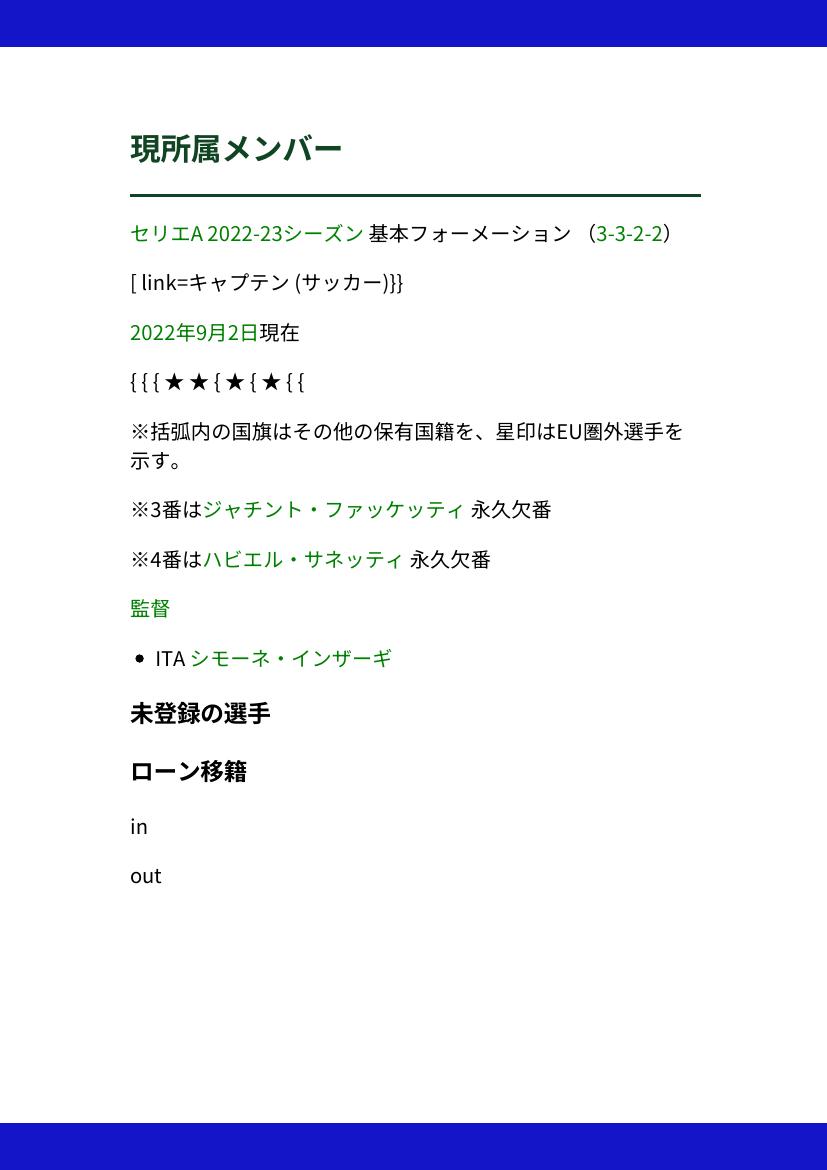 現所属メンバー
セリエA 2022-23シーズン 基本フォーメーション （3-3-2-2）
[ link=キャプテン (サッカー)}}
2022年9月2日現在
{ { { ★ ★ { ★ { ★ { {
※括弧内の国旗はその他の保有国籍を、星印はEU圏外選手を
示す。
※3番はジャチント・ファッケッティ 永久欠番
※4番はハビエル・サネッティ 永久欠番
監督
• ITA シモーネ・インザーギ
未登録の選手
ローン移籍
in
out